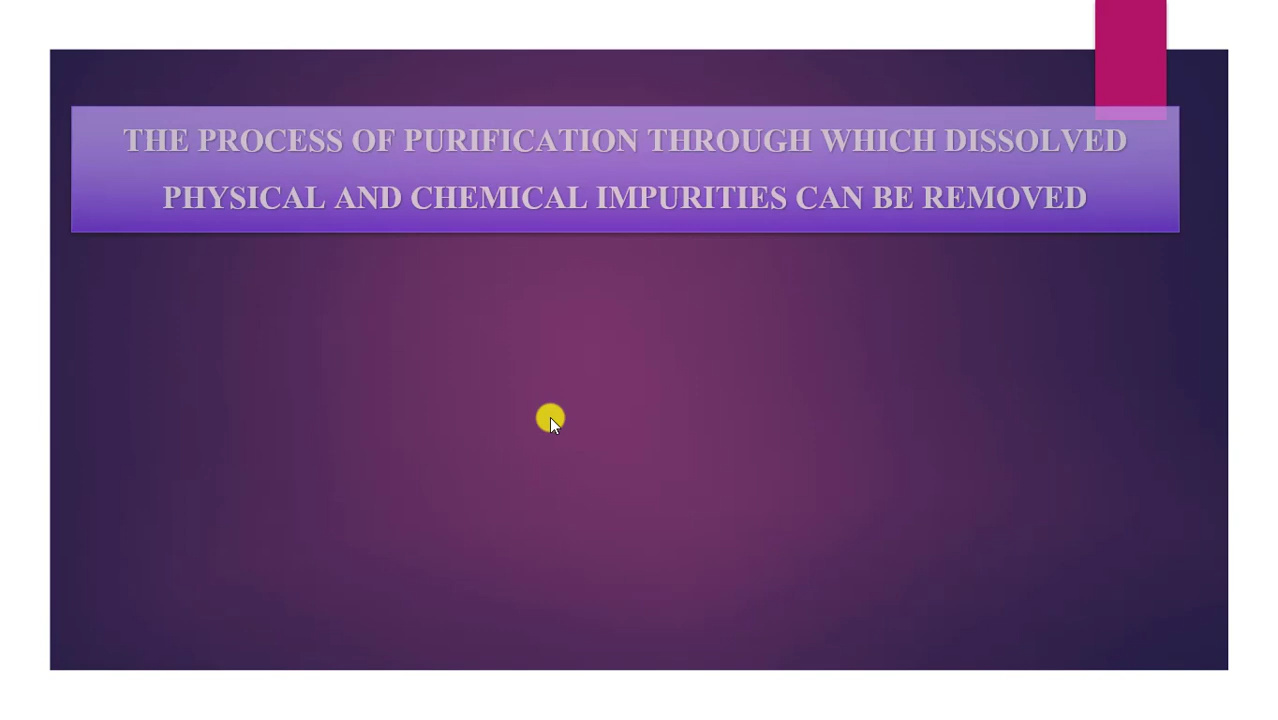 THE PROCESS OF PURIFICATION THROUGH WHICH DISSOLVED
PHYSICAL AND CHEMICAL IMPURITIES CAN BE REMOVED